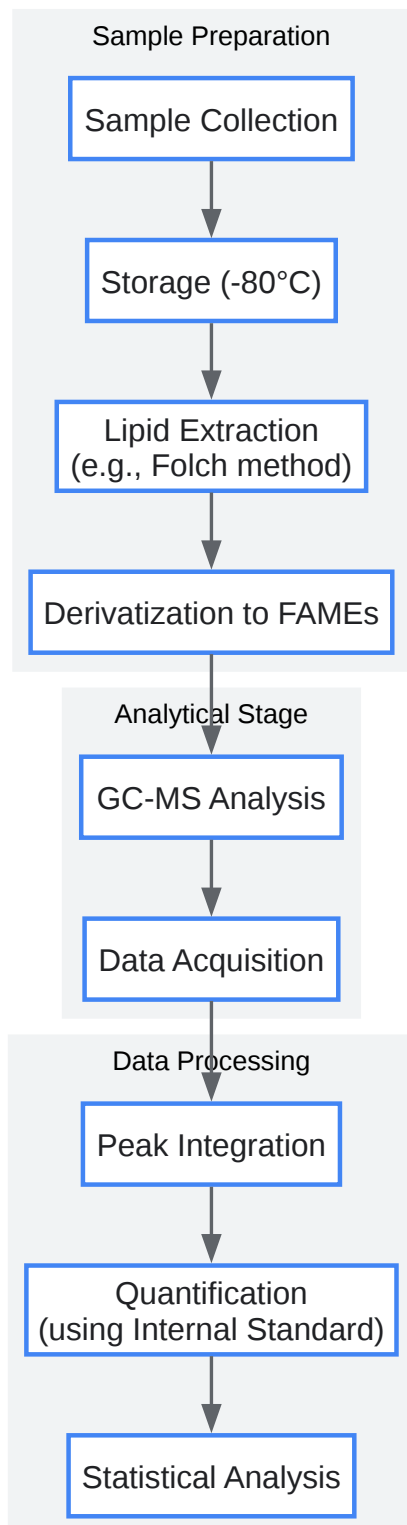 Sample Preparation
Sample Collection
Storage (-80°C)
Lipid Extraction
(e.g., Folch method)
Derivatization to FAMEs
Analytical Stage
GC-MS Analysis
Data Acquisition
Data Processing
Peak Integration
Quantification
(using Internal Standard)
Statistical Analysis